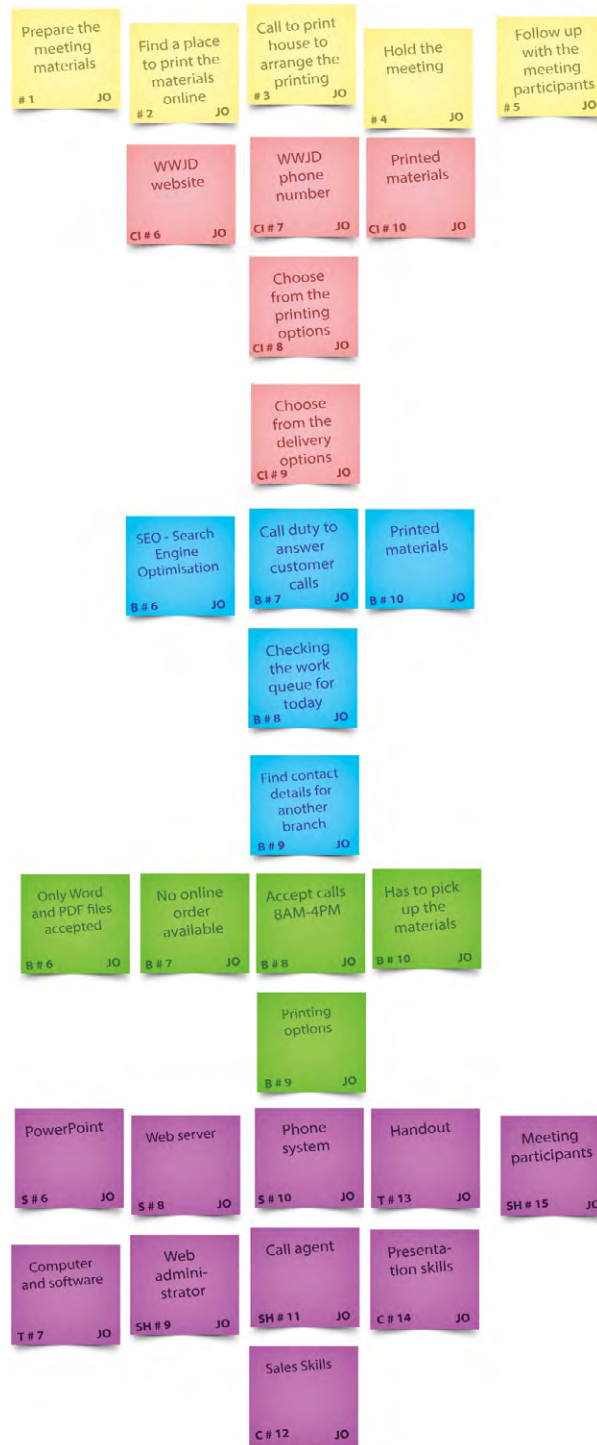 Prepare the
meeting
materials
# 1 JO
Find a place
to print the
materials
online
# 2 JO
Call to print
house to
arrange the
printing
# 3 JO
Hold the
meeting
# 4 JO
Follow up
with the
meeting
participants
# 5 JO
WWJD
website
CI # 6 JO
WWJD
phone
number
CI # 7 JO
Printed
materials
CI # 10 JO
Choose
from the
printing
options
CI # 8 JO
Choose
from the
delivery
options
CI # 9 JO
SEO - Search
Engine
Optimlsation
B # 6 JO
Call duty to
answer
customer
calls
B # 7 JO
Printed
materials
B # 10 JO
Checking
the work
queue for
today
B # 8 JO
Find contact
details for
another
branch
B # 9 JO
Only Word
and PDF files
accepted
B # 6 JO
No online
order
available
B # 7 JO
Accept calls
8AM-4PM
B # 8 JO
Has to pick
up the
materials
B # 10 JO
Printing
options
B # 9 JO
PowerPoint
S # 6 JO
Web server
S # 8 JO
Phone
system
S # 10 JO
Handout
T # 13 JO
Meeting
participants
SH # 15 JO
Computer
and software
T # 7 JO
Web
admini-
strator
SH # 9 JO
Call agent
SH # 11 JO
Presenta-
tion skills
C # 14 JO
Sales Skills
C # 12 JO